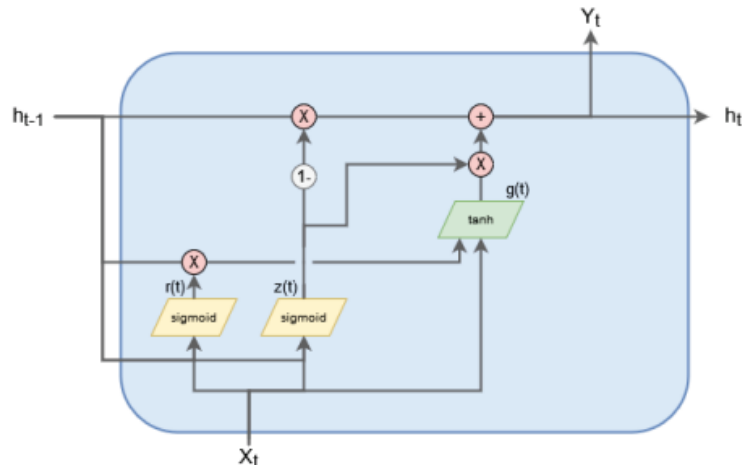 Yt
ht-1
X
+
ht
1-
X
g(t)
tanh
X
r(t)
z(t)
sigmoid
sigmoid
Xt